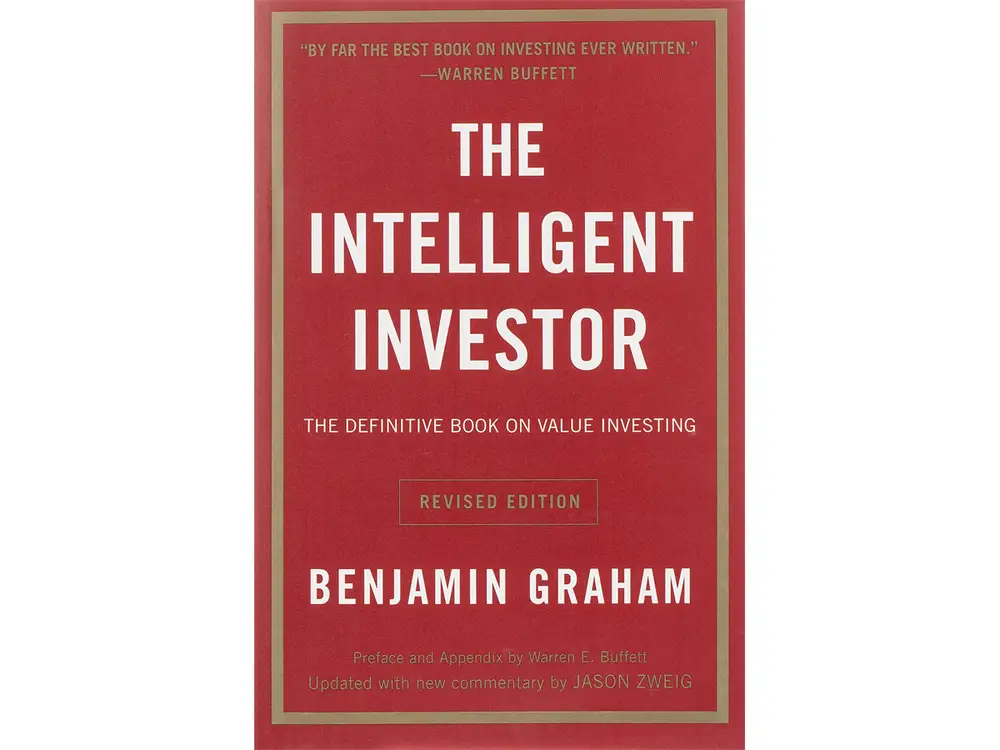 “BY FAR THE BEST BOOK ON INVESTING EVER WRITTEN.”
—WARREN BUFFETT
THE
INTELLIGENT
INVESTOR
THE DEFINITIVE BOOK ON VALUE INVESTING
REVISED EDITION
BENJAMIN GRAHAM
Preface and Appendix by Warren E. Buffett
Updated with new commentary by JASON ZWEIG